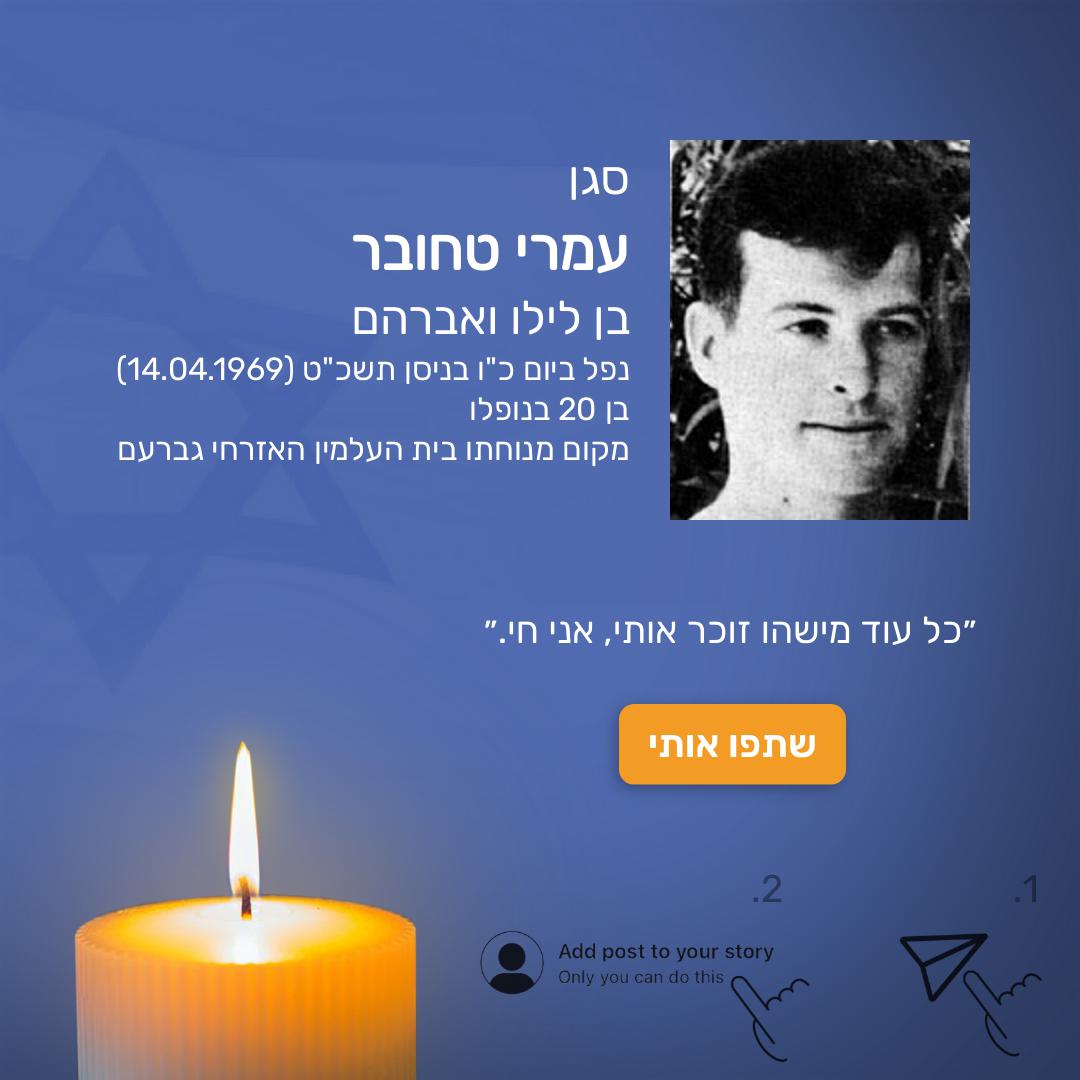 סגן
עמרי טחובר
בן לילו ואברהם
נפל ביום כ"ו בניסן תשכ"ט (14.04.1969)
בן 20 בנופלו
מקום מנוחתו בית העלמין האזרחי גברעם
״כל עוד מישהו זוכר אותי, אני חי.״
שתפו אותי
1.
2.
Add post to your story
Only you can do this